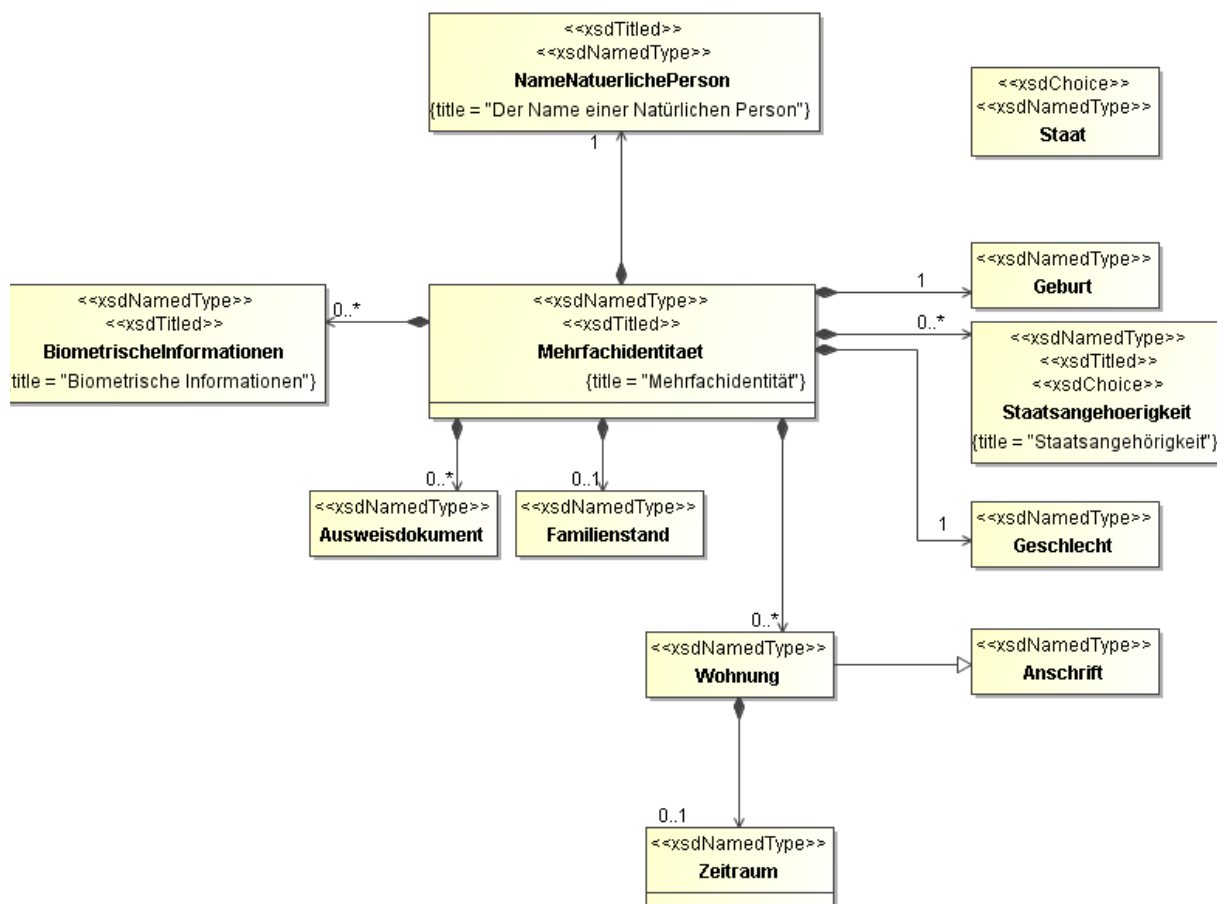 <<xsdTitled>>
<<xsdNamedType>>
NameNatuerlichePerson
{title = "Der Name einer Natürlichen Person"}
1
<<xsdChoice>>
<<xsdNamedType>>
Staat
<<xsdNamedType>>
<<xsdTitled>>
BiometrischeInformationen
{title = "Biometrische Informationen"}
0..*
<<xsdNamedType>>
<<xsdTitled>>
Mehrfachidentitaet
{title = "Mehrfachidentität"}
1
<<xsdNamedType>>
Geburt
0..*
<<xsdNamedType>>
<<xsdTitled>>
<<xsdChoice>>
Staatsangehoerigkeit
{title = "Staatsangehörigkeit"}
0..*
<<xsdNamedType>>
Ausweisdokument
0..1
<<xsdNamedType>>
Familienstand
1
<<xsdNamedType>>
Geschlecht
0..*
<<xsdNamedType>>
Wohnung
<<xsdNamedType>>
Anschrift
0..1
<<xsdNamedType>>
Zeitraum